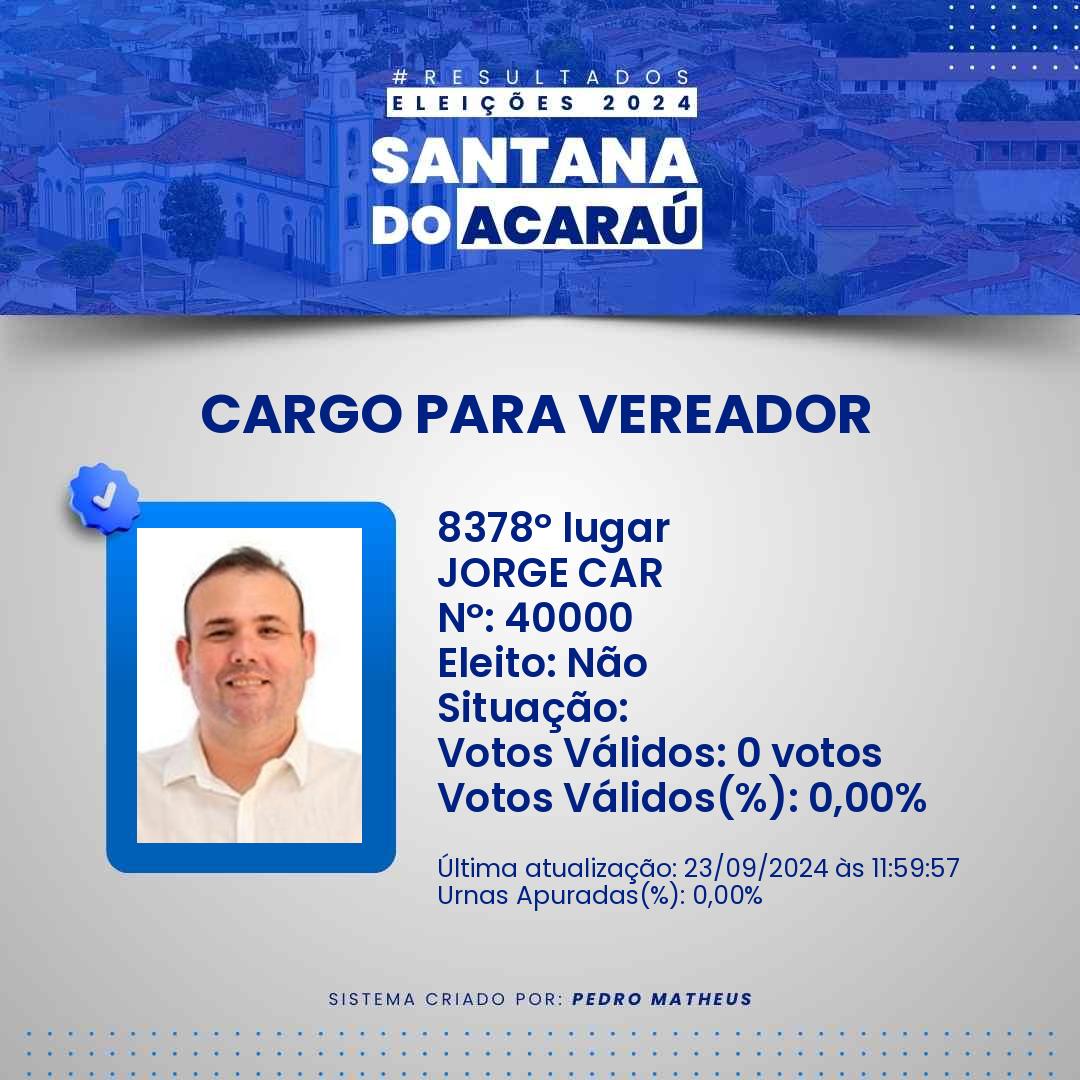 #RESULTADOS
ELEIÇÕES 2024
SANTANA
DO ACARAÚ
CARGO PARA VEREADOR
8378º lugar
JORGE CAR
Nº: 40000
Eleito: Não
Situação:
Votos Válidos: 0 votos
Votos Válidos(%): 0,00%
Última atualização: 23/09/2024 às 11:59:57
Urnas Apuradas(%): 0,00%
SISTEMA CRIADO POR: PEDRO MATHEUS